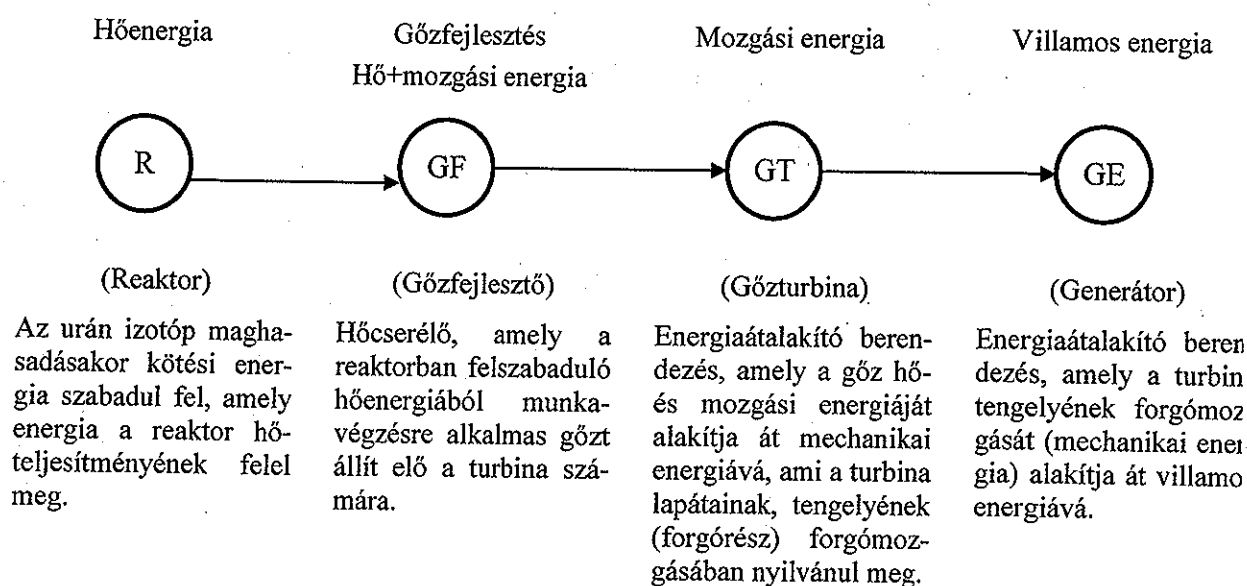 Hőenergia
Gőzfejlesztés
Hő+mozgási energia
Mozgási energia
Villamos energia
R
GF
GT
GE
(Reaktor)
Az urán izotóp magha-
sadásakor kötési ener-
gia szabadul fel, amely
energia a reaktor hő-
teljesítményének felel
meg.
(Gőzfejlesztő)
Hőcserélő, amely a
reaktorban felszabaduló
hőenergiából munka-
végzésre alkalmas gőzt
állít elő a turbina szá-
mára.
(Gőzturbina)
Energiaátalakító beren-
dezés, amely a gőz hő-
és mozgási energiáját
alakítja át mechanikai
energiává, ami a turbina
lapátainak, tengelyének
(forgórész) forgómoz-
gásában nyilvánul meg.
(Generátor)
Energiaátalakító beren
dezés, amely a turbin
tengelyének forgómoz
gását (mechanikai ener
gia) alakítja át villamo
energiává.